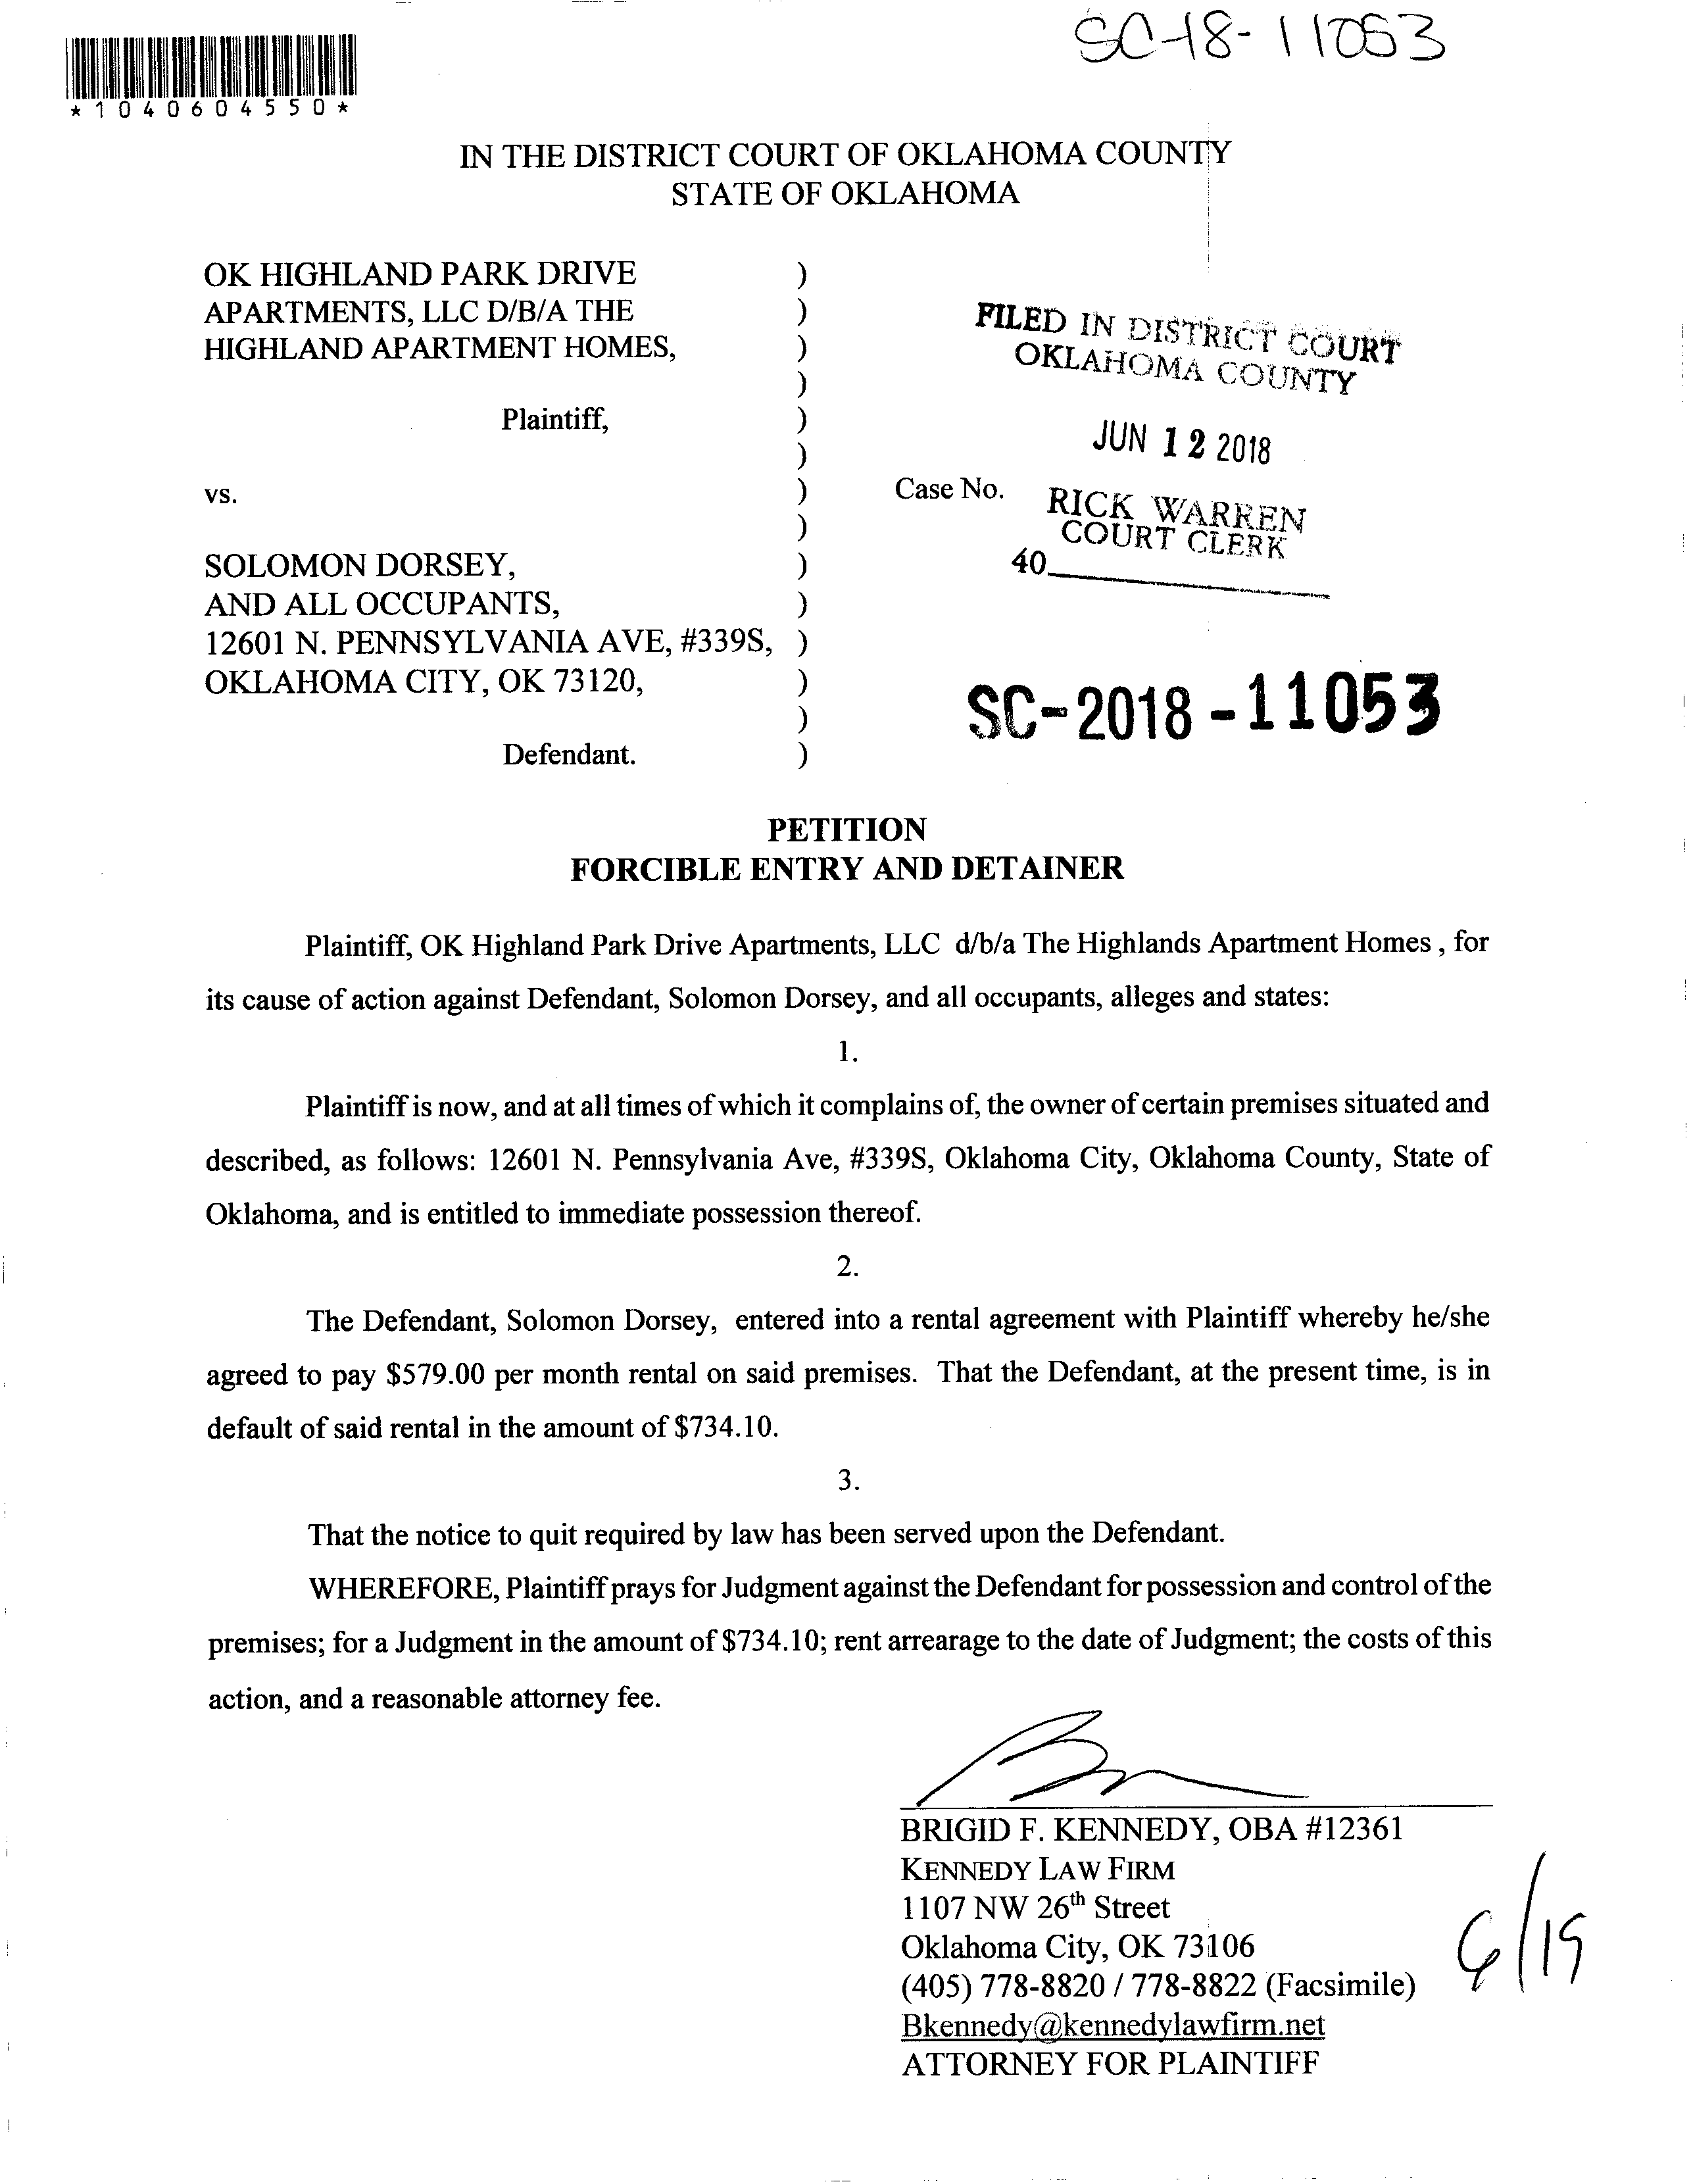 SC-18-11053
*1040604550*
IN THE DISTRICT COURT OF OKLAHOMA COUNTY
STATE OF OKLAHOMA
OK HIGHLAND PARK DRIVE )
APARTMENTS, LLC D/B/A THE )
HIGHLAND APARTMENT HOMES, )
)
Plaintiff, )
)
vs. )
)
SOLOMON DORSEY, )
AND ALL OCCUPANTS, )
12601 N. PENNSYLVANIA AVE, #339S, )
OKLAHOMA CITY, OK 73120, )
)
Defendant. )
FILED IN DISTRICT COURT
OKLAHOMA COUNTY
JUN 12 2018
Case No.
RICK WARREN
COURT CLERK
40
SC-2018-11053
PETITION
FORCIBLE ENTRY AND DETAINER
Plaintiff, OK Highland Park Drive Apartments, LLC d/b/a The Highlands Apartment Homes , for
its cause of action against Defendant, Solomon Dorsey, and all occupants, alleges and states:
1.
Plaintiff is now, and at all times of which it complains of, the owner of certain premises situated and
described, as follows: 12601 N. Pennsylvania Ave, #339S, Oklahoma City, Oklahoma County, State of
Oklahoma, and is entitled to immediate possession thereof.
2.
The Defendant, Solomon Dorsey, entered into a rental agreement with Plaintiff whereby he/she
agreed to pay $579.00 per month rental on said premises. That the Defendant, at the present time, is in
default of said rental in the amount of $734.10.
3.
That the notice to quit required by law has been served upon the Defendant.
WHEREFORE, Plaintiff prays for Judgment against the Defendant for possession and control of the
premises; for a Judgment in the amount of $734.10; rent arrearage to the date of Judgment; the costs of this
action, and a reasonable attorney fee.
BRIGID F. KENNEDY, OBA #12361
KENNEDY LAW FIRM
1107 NW 26th Street
Oklahoma City, OK 73106
(405) 778-8820 / 778-8822 (Facsimile)
Bkennedy@kennedylawfirm.net
ATTORNEY FOR PLAINTIFF
6/19